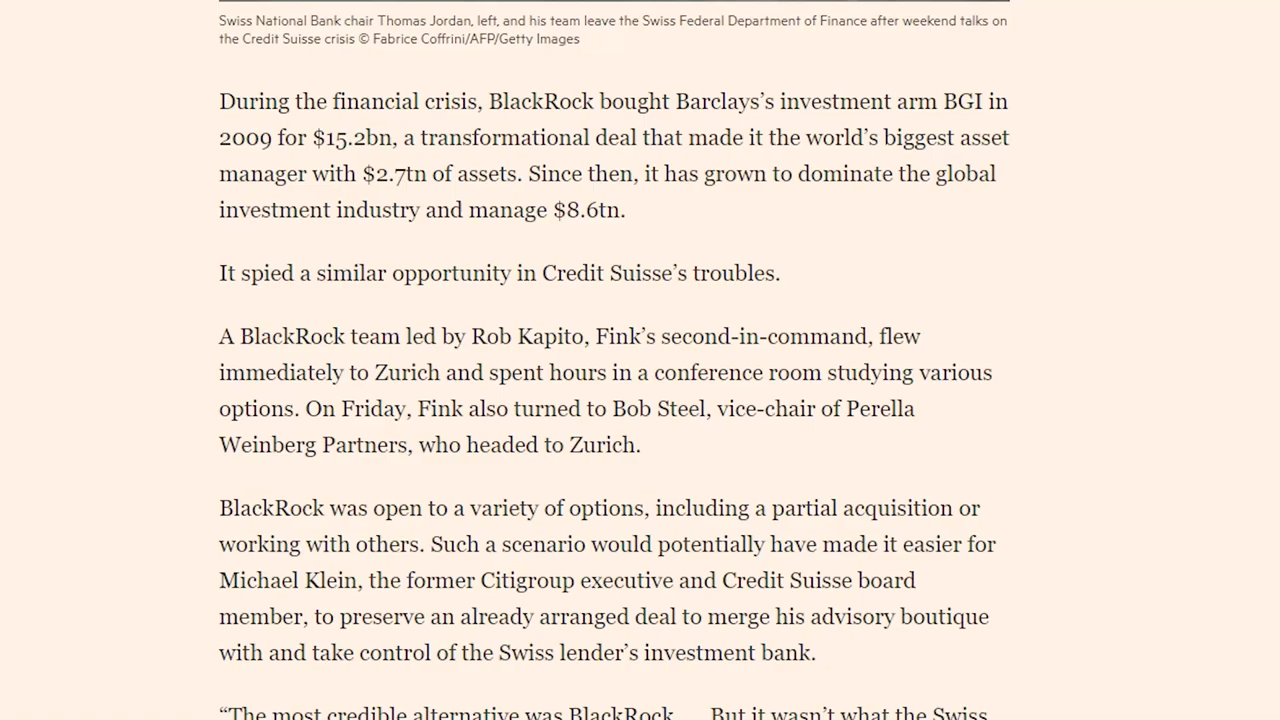 Swiss National Bank chair Thomas Jordan, left, and his team leave the Swiss Federal Department of Finance after weekend talks on
the Credit Suisse crisis © Fabrice Coffrini/AFP/Getty Images
During the financial crisis, BlackRock bought Barclays’s investment arm BGI in
2009 for $15.2bn, a transformational deal that made it the world’s biggest asset
manager with $2.7tn of assets. Since then, it has grown to dominate the global
investment industry and manage $8.6tn.
It spied a similar opportunity in Credit Suisse’s troubles.
A BlackRock team led by Rob Kapito, Fink’s second-in-command, flew
immediately to Zurich and spent hours in a conference room studying various
options. On Friday, Fink also turned to Bob Steel, vice-chair of Perella
Weinberg Partners, who headed to Zurich.
BlackRock was open to a variety of options, including a partial acquisition or
working with others. Such a scenario would potentially have made it easier for
Michael Klein, the former Citigroup executive and Credit Suisse board
member, to preserve an already arranged deal to merge his advisory boutique
with and take control of the Swiss lender’s investment bank.
“The most credible alternative was BlackRock . . . But it wasn’t what the Swiss